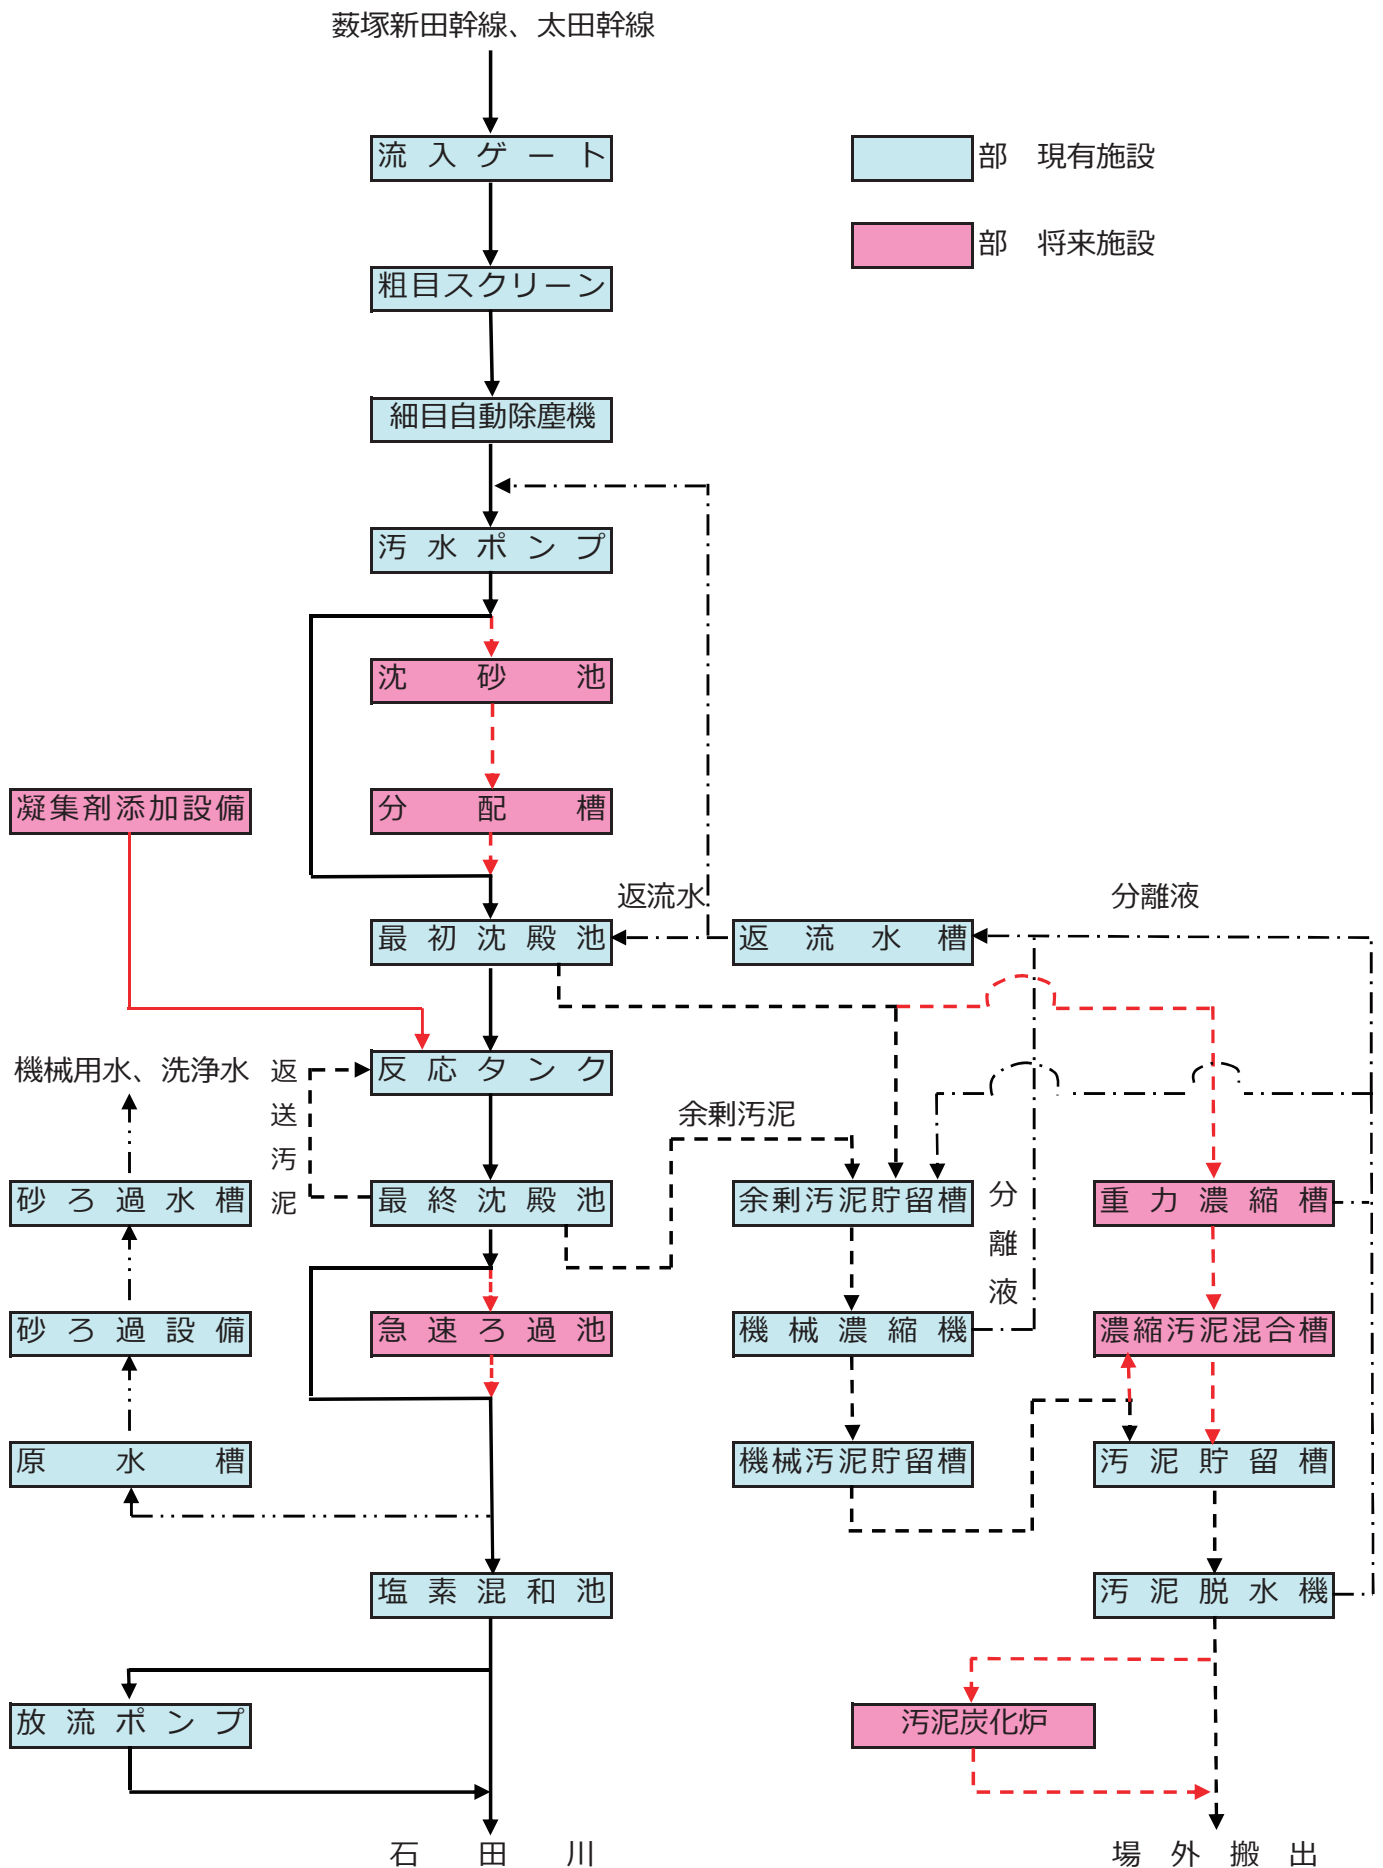 藪塚新田幹線、太田幹線
流入ゲート
部　現有施設
部　将来施設
粗目スクリーン
細目自動除塵機
汚水ポンプ
沈砂池
凝集剤添加設備
分配槽
返流水
分離液
最初沈殿池
返流水槽
機械用水、洗浄水
返送汚泥
反応タンク
余剰汚泥
砂ろ過水槽
最終沈殿池
余剰汚泥貯留槽
分離液
重力濃縮槽
砂ろ過設備
急速ろ過池
機械濃縮機
濃縮汚泥混合槽
原水槽
機械汚泥貯留槽
汚泥貯留槽
塩素混和池
汚泥脱水機
放流ポンプ
汚泥炭化炉
石田川
場外搬出